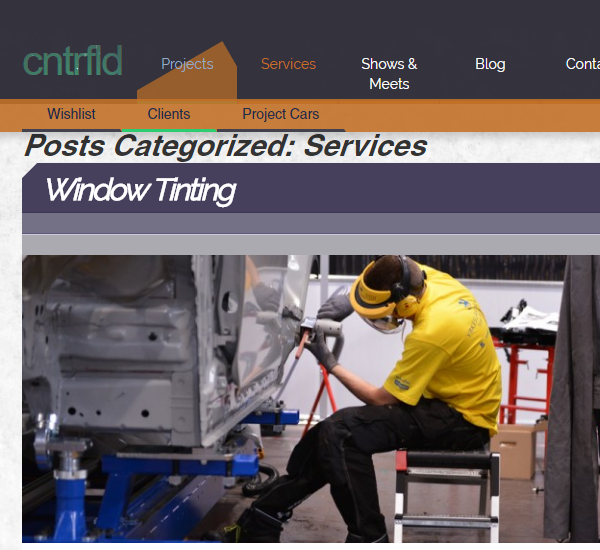 cntrfld
Projects
Services
Shows &
Meets
Blog
Conta
Wishlist
Clients
Project Cars
Posts Categorized: Services
Window Tinting